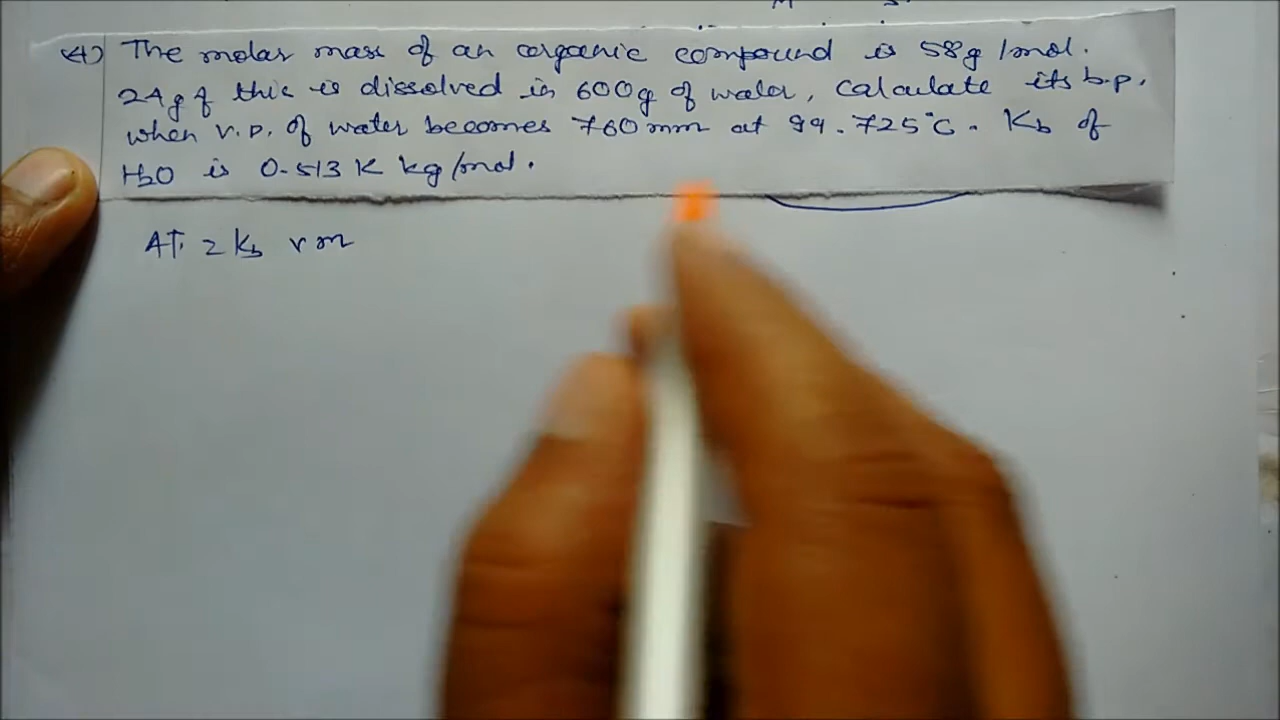 (4) The molar mass of an organic compound is 58g/mol.
24g of this is dissolved in 600g of water, Calculate its b.p.
when v.p. of water becomes 760mm at 99.725°C. Kb of
H2O is 0.513 K kg/mol.
ΔTb = Kb × m